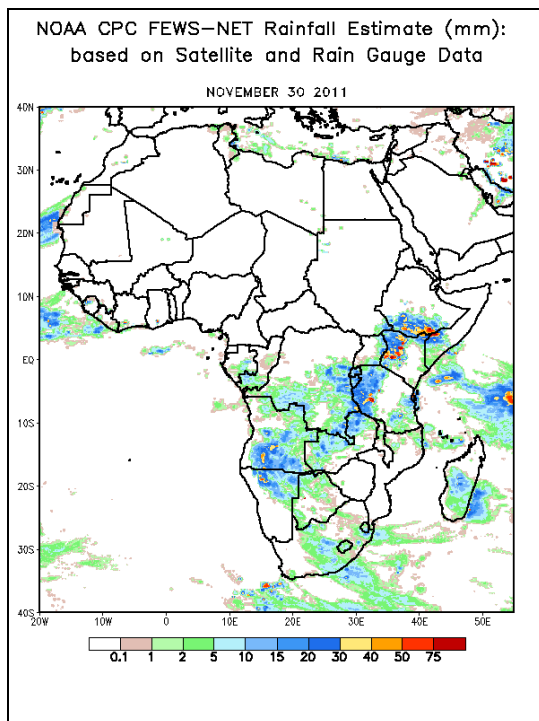 NOAA CPC FEWS-NET Rainfall Estimate (mm):
based on Satellite and Rain Gauge Data
NOVEMBER 30 2011
40N
30N
20N
10N
EQ
10S
20S
30S
40S
20W 10W 0 10E 20E 30E 40E 50E
0.1 1 2 5 10 15 20 30 40 50 75